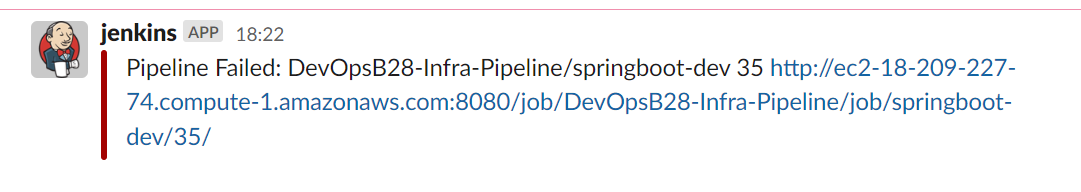 jenkins APP 18:22
Pipeline Failed: DevOpsB28-Infra-Pipeline/springboot-dev 35 http://ec2-18-209-227-
74.compute-1.amazonaws.com:8080/job/DevOpsB28-Infra-Pipeline/job/springboot-
dev/35/